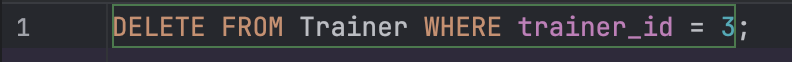 1 DELETE FROM Trainer WHERE trainer_id = 3;